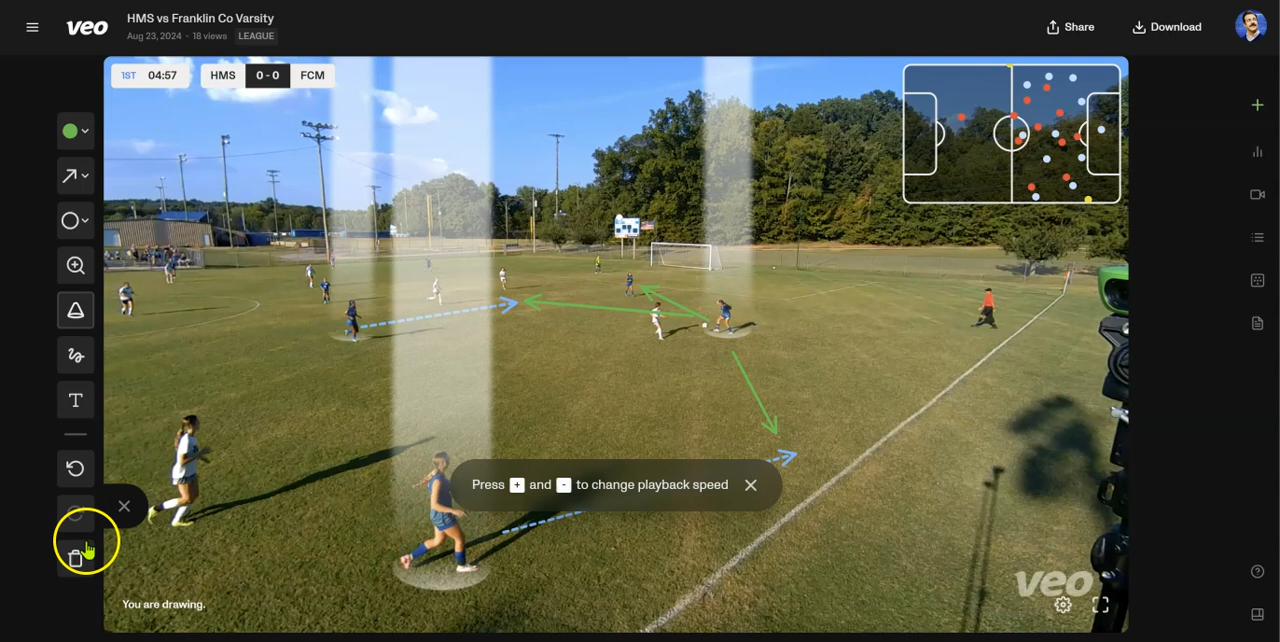 veo
HMS vs Franklin Co Varsity
Aug 23, 2024 - 18 views LEAGUE
Share
Download
1ST 04:57 HMS 0 - 0 FCM
T
Press + and - to change playback speed
You are drawing.
veo